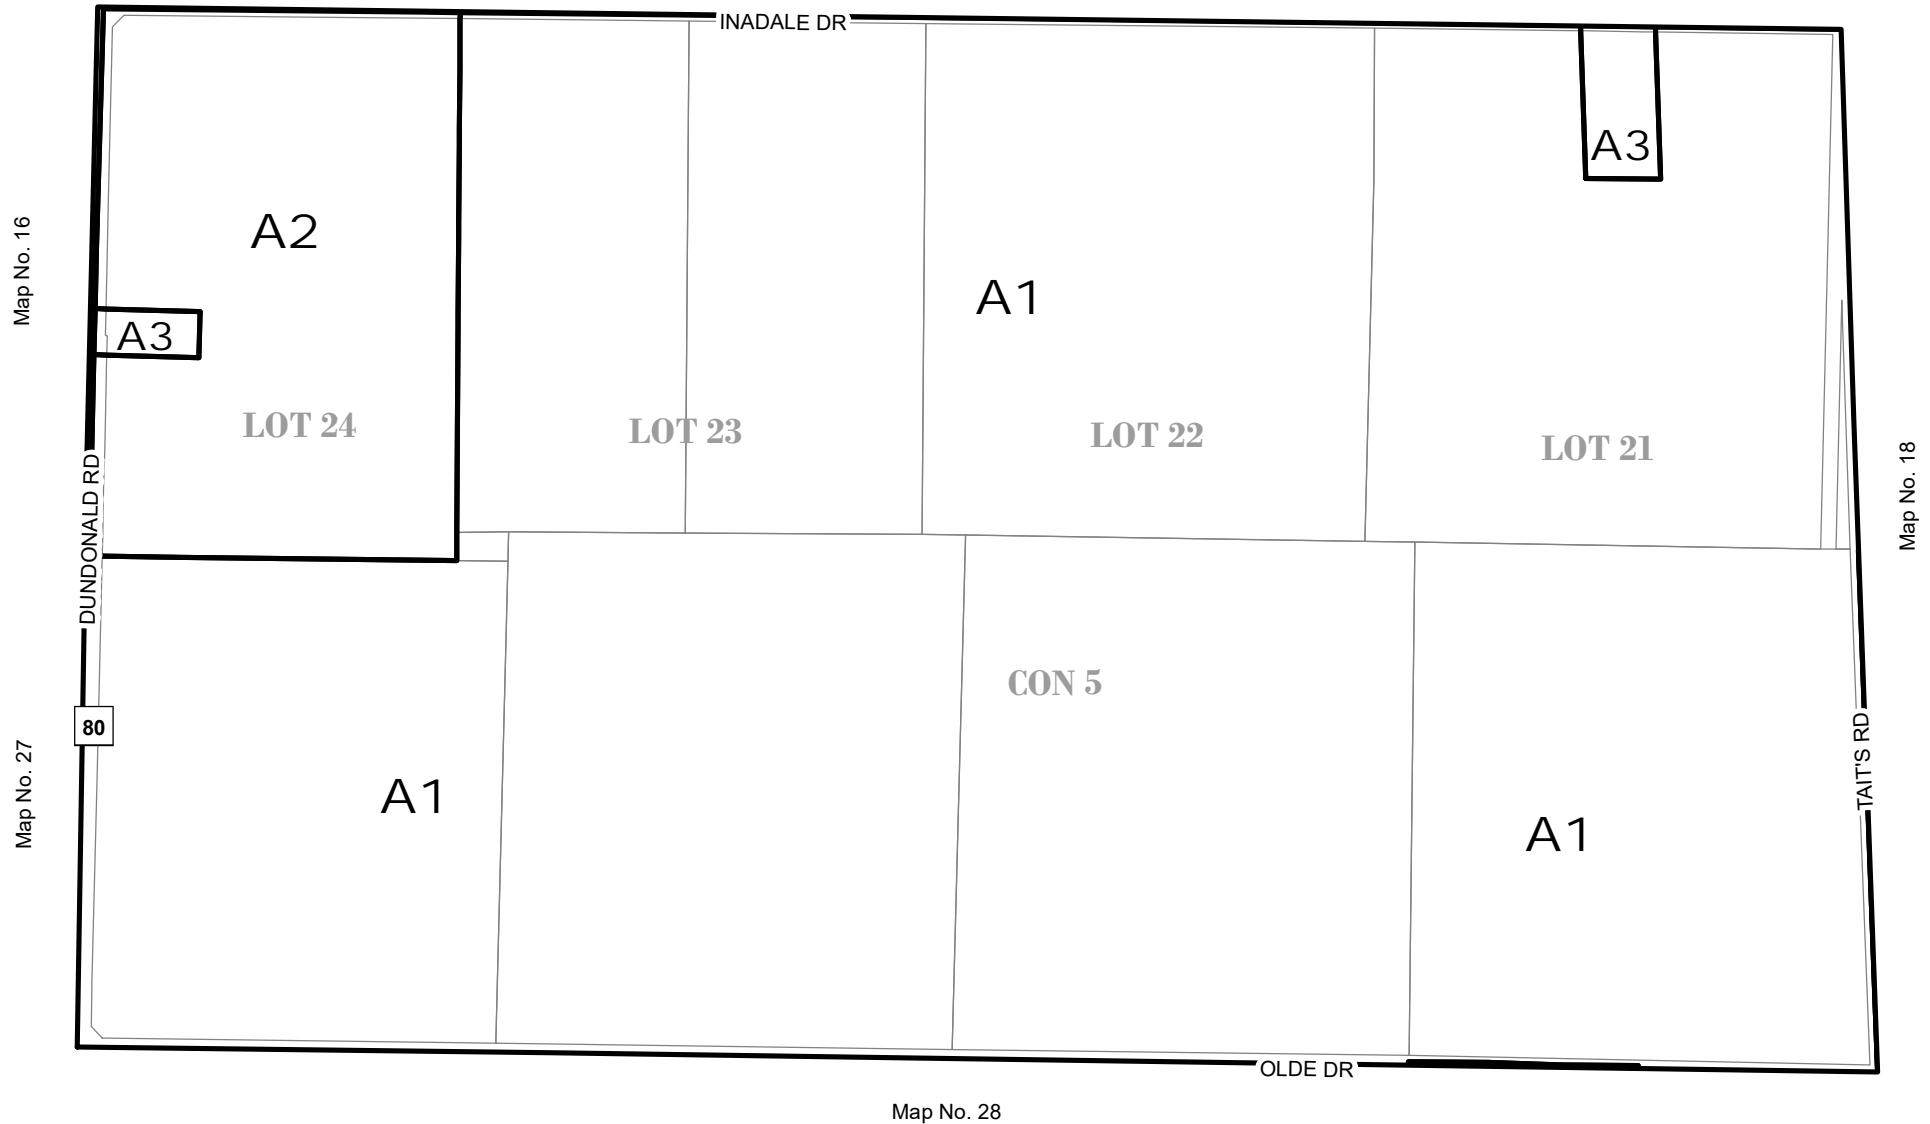 INADALE DR
A3
A2
Map No. 16
A1
A3
LOT 24
LOT 23
LOT 22
LOT 21
Map No. 18
DUNDONALD RD
CON 5
80
TAIT'S RD
Map No. 27
A1
A1
OLDE DR
Map No. 28